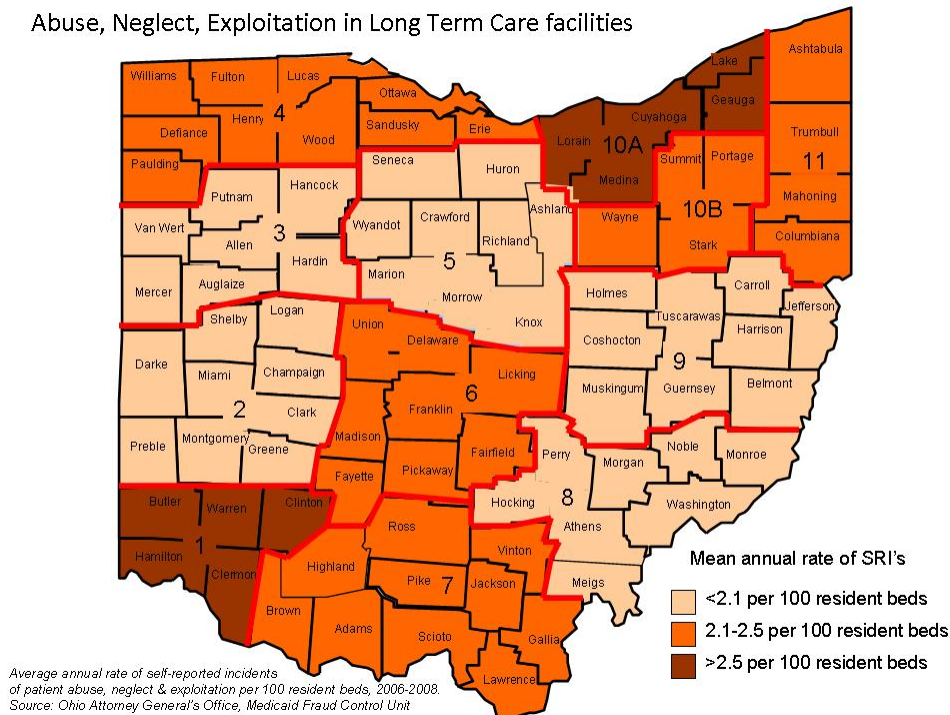 Abuse, Neglect, Exploitation in Long Term Care facilities
Williams
Fulton
Lucas
Ottawa
Henry
4
Defiance
Wood
Sandusky
Erie
Paulding
Lake
Ashtabula
Geauga
Cuyahoga
Lorain
10A
Medina
Trumbull
Summit
Portage
11
Mahoning
10B
Wayne
Stark
Columbiana
Seneca
Huron
Hancock
Putnam
Ashland
Van Wert
3
Allen
Wyandot
Crawford
Richland
Hardin
5
Marion
Mercer
Auglaize
Morrow
Knox
Shelby
Logan
Union
Delaware
Holmes
Carroll
Jefferson
Tuscarawas
Harrison
Coshocton
9
Darke
Miami
Champaign
Licking
6
Muskingum
Guernsey
Belmont
2
Clark
Franklin
Preble
Montgomery
Greene
Madison
Fairfield
Perry
Noble
Monroe
Morgan
Fayette
Pickaway
Hocking
8
Washington
Butler
Warren
Clinton
Ross
Athens
1
Hamilton
Clermon
Highland
Vinton
Pike
7
Jackson
Meigs
Brown
Adams
Scioto
Gallia
Lawrence
Mean annual rate of SRI's
<2.1 per 100 resident beds
2.1-2.5 per 100 resident beds
>2.5 per 100 resident beds
Average annual rate of self-reported incidents
of patient abuse, neglect & exploitation per 100 resident beds, 2006-2008.
Source: Ohio Attorney General's Office, Medicaid Fraud Control Unit